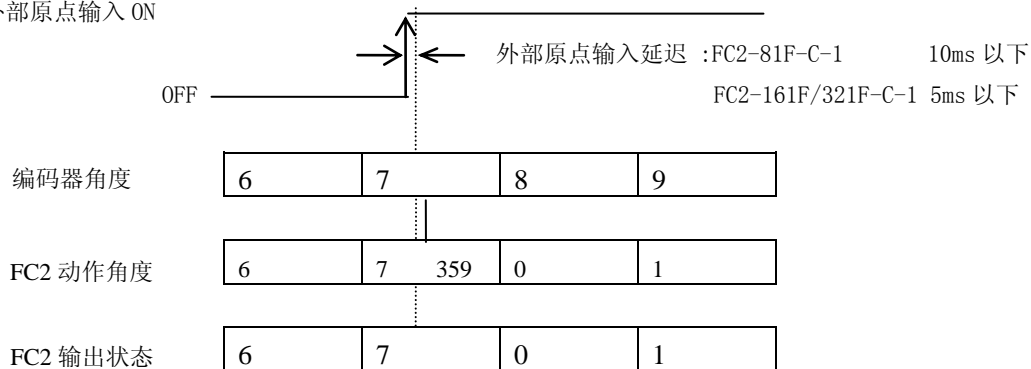 部原点输入 ON
外部原点输入延迟 :FC2-81F-C-1 10ms 以下
OFF
FC2-161F/321F-C-1 5ms 以下
编码器角度 6 7 8 9
FC2 动作角度 6 7 359 0 1
FC2 输出状态 6 7 0 1